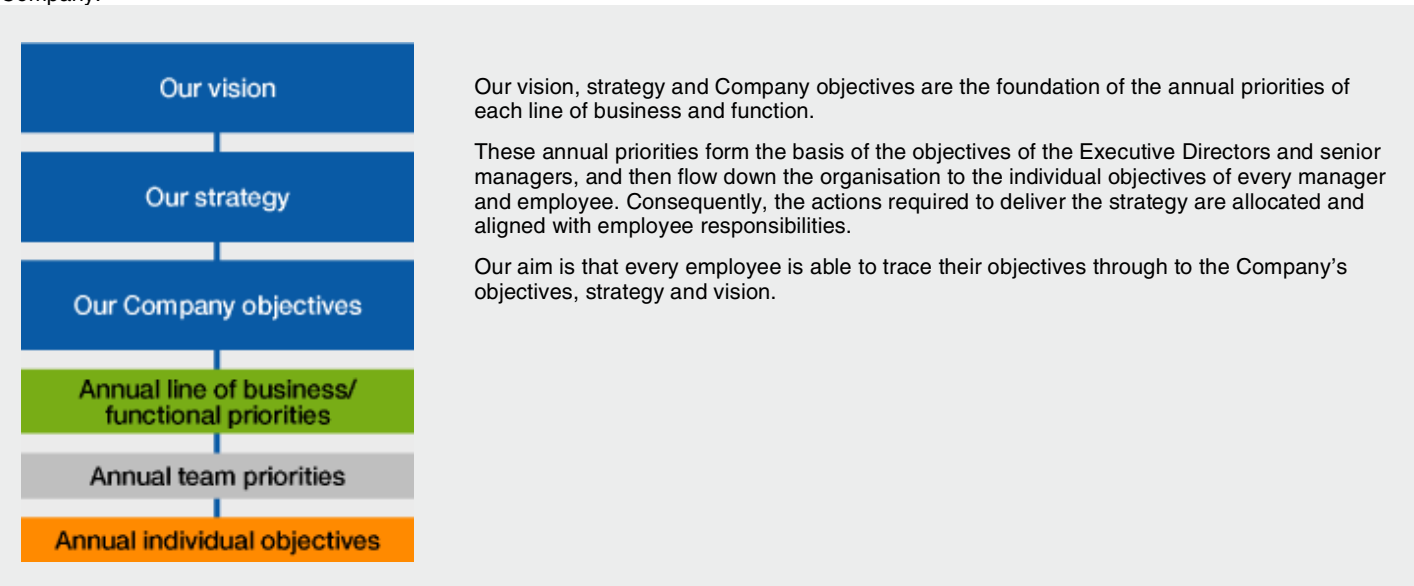 Company.
Our vision
Our strategy
Our Company objectives
Annual line of business/
functional priorities
Annual team priorities
Annual individual objectives
Our vision, strategy and Company objectives are the foundation of the annual priorities of
each line of business and function.
These annual priorities form the basis of the objectives of the Executive Directors and senior
managers, and then flow down the organisation to the individual objectives of every manager
and employee. Consequently, the actions required to deliver the strategy are allocated and
aligned with employee responsibilities.
Our aim is that every employee is able to trace their objectives through to the Company's
objectives, strategy and vision.